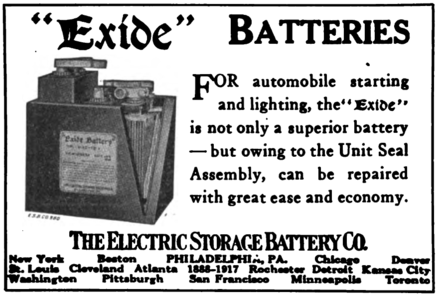 "Exide" BATTERIES
"Exide Battery"
FOR automobile starting
and lighting, the "Exide"
is not only a superior battery
— but owing to the Unit Seal
Assembly, can be repaired
with great ease and economy.
THE ELECTRIC STORAGE BATTERY CO.
New York Boston PHILADELPHIA, PA. Chicago Denver
St. Louis Cleveland Atlanta 1888-1917 Rochester Detroit Kansas City
Washington Pittsburgh San Francisco Minneapolis Toronto